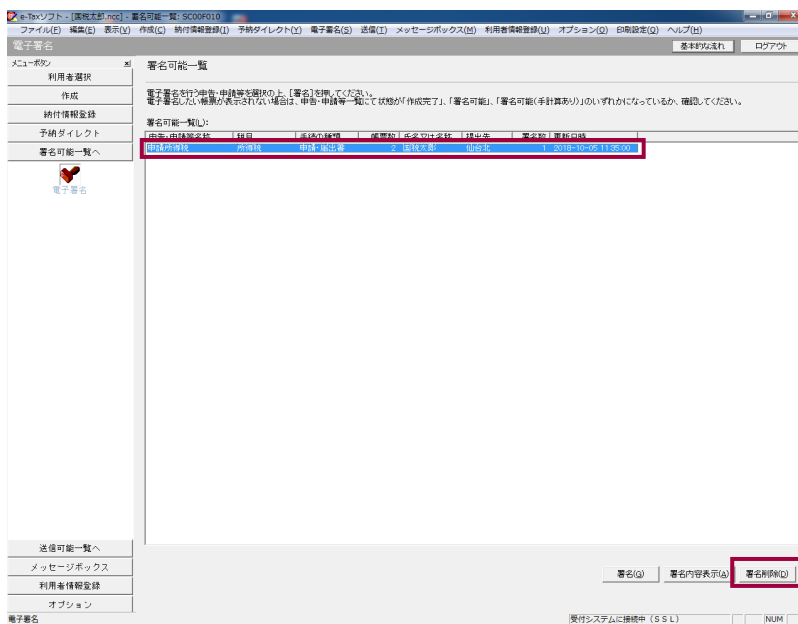 e-Taxソフト - [国税太郎.ncc] - 署名可能一覧: SC00F010
ファイル(F) 編集(E) 表示(V) 作成(C) 納付情報登録(I) 予納ダイレクト(Y) 電子署名(S) 送信(T) メッセージボックス(M) 利用者情報登録(U) オプション(O) 印刷設定(Q) ヘルプ(H)
電子署名 基本的な流れ ログアウト
メニューボタン
利用者選択
作成
納付情報登録
予納ダイレクト
署名可能一覧へ
電子署名
署名可能一覧
電子署名を行う申告・申請等を選択の上、[署名]を押してください。
電子署名したい帳票が表示されない場合は、申告・申請等一覧にて状態が「作成完了」、「署名可能」、「署名可能(手計算あり)」のいずれかになっているか、確認してください。
署名可能一覧(L):
申告・申請等名称 税目 手続の種類 帳票数 氏名又は名称 提出先 署名数 更新日時
申請所得税 所得税 申請・届出書 2 国税太郎 仙台北 1 2018-10-05 11:35:00
送信可能一覧へ
メッセージボックス
利用者情報登録
オプション
署名(G) 署名内容表示(A) 署名削除(D)
電子署名 受付システムに接続中(SSL) NUM